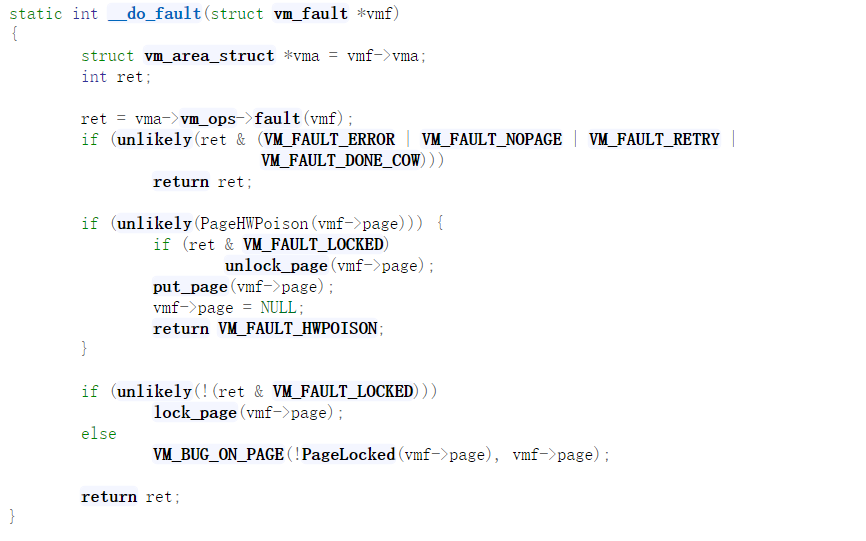 static int __do_fault(struct vm_fault *vmf)
{
        struct vm_area_struct *vma = vmf->vma;
        int ret;

        ret = vma->vm_ops->fault(vmf);
        if (unlikely(ret & (VM_FAULT_ERROR | VM_FAULT_NOPAGE | VM_FAULT_RETRY |
                            VM_FAULT_DONE_COW)))
                return ret;

        if (unlikely(PageHWPoison(vmf->page))) {
                if (ret & VM_FAULT_LOCKED)
                        unlock_page(vmf->page);
                put_page(vmf->page);
                vmf->page = NULL;
                return VM_FAULT_HWPOISON;
        }

        if (unlikely(!(ret & VM_FAULT_LOCKED)))
                lock_page(vmf->page);
        else
                VM_BUG_ON_PAGE(!PageLocked(vmf->page), vmf->page);

        return ret;
}